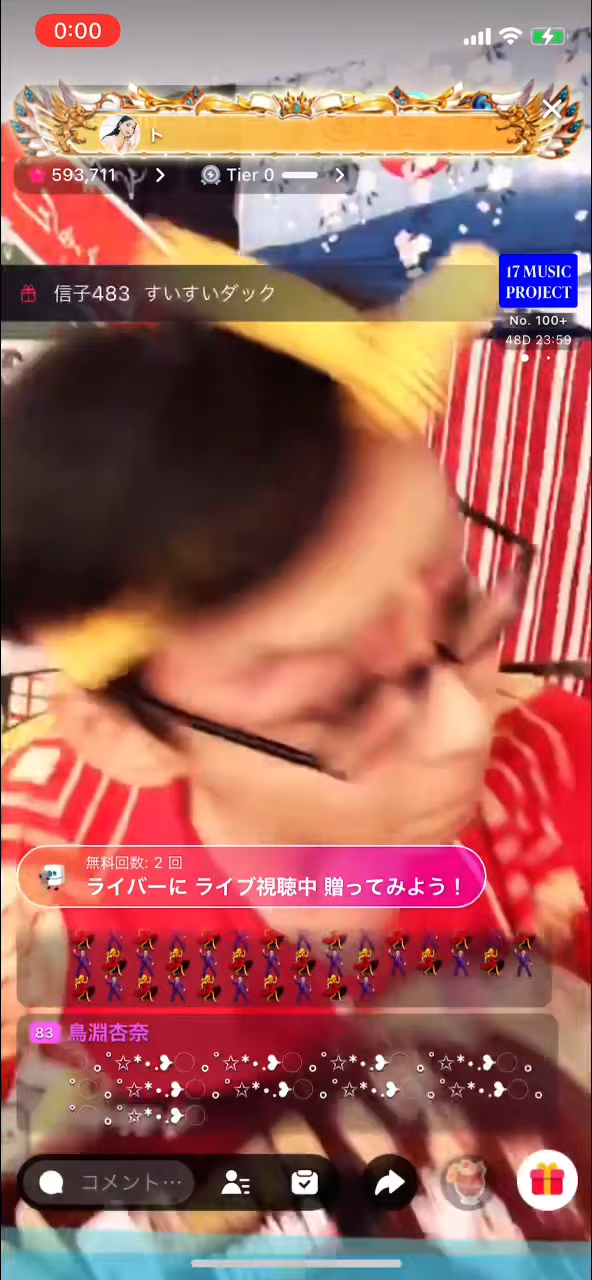 0:00
ト
593,711
Tier 0
信子483 すいすいダック
17 MUSIC
PROJECT
No. 100+
48D 23:59
無料回数: 2 回
ライバーに ライブ視聴中 贈ってみよう！
83 鳥淵杏奈
。°☆*•.❥ 。°☆*•.❥ 。°☆*•.❥ 。°☆*•.❥ 。
°。°☆*•.❥ 。°☆*•.❥ 。°☆*•.❥ 。°☆*•.❥ 。
° 。°☆*•.❥
コメント…